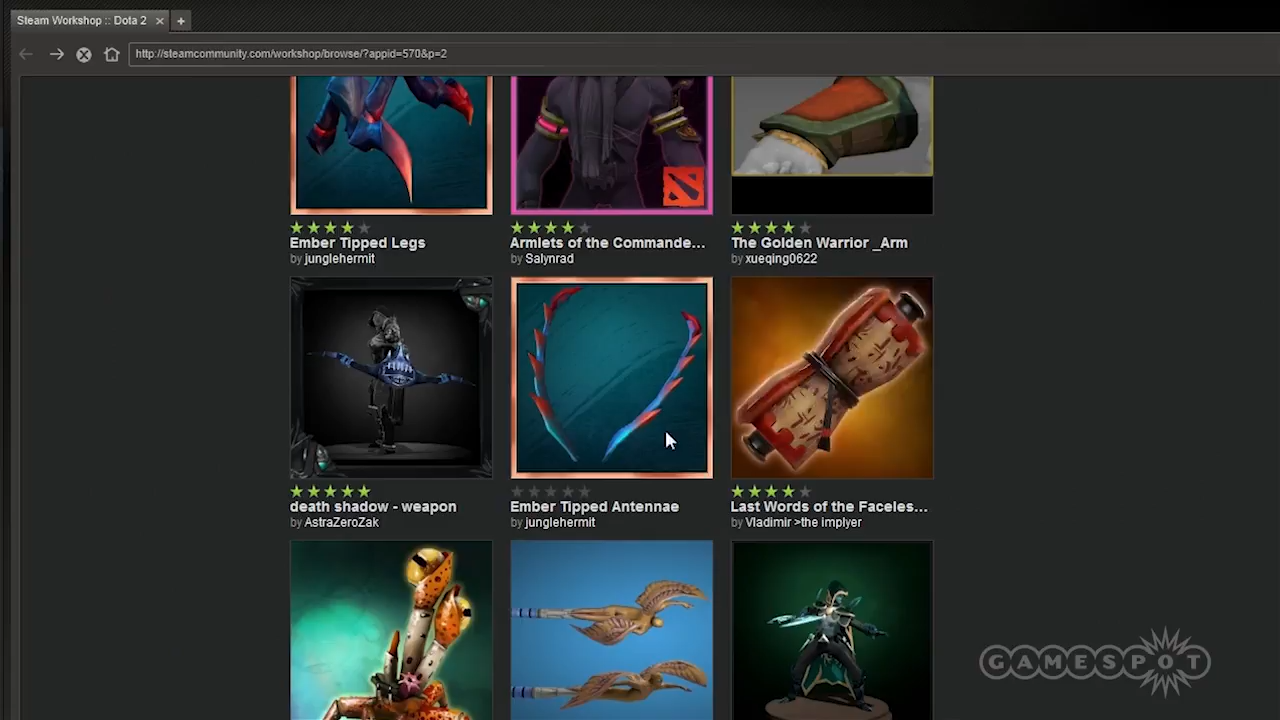 Steam Workshop :: Dota 2
http://steamcommunity.com/workshop/browse/?appid=570&p=2
Ember Tipped Legs
by junglehermit
Armlets of the Commande...
by Salynrad
The Golden Warrior _Arm
by xueqing0622
death shadow - weapon
by AstraZeroZak
Ember Tipped Antennae
by junglehermit
Last Words of the Faceles...
by Vladimir >the implyer
GAMESPOT